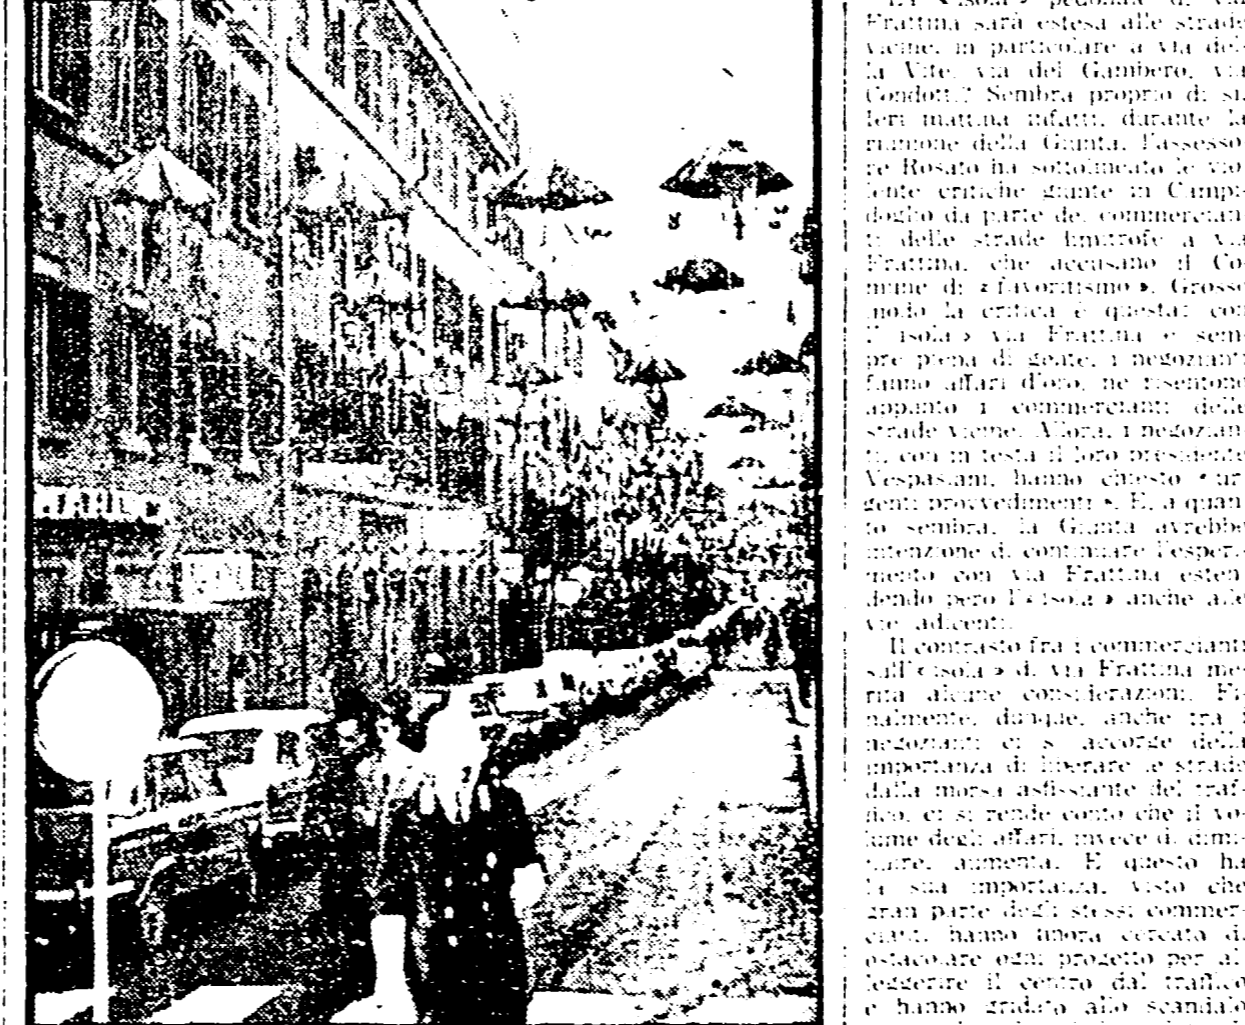 « isola » pedonale di via
Frattina sarà estesa alle strade
vicine, in particolare a via del-
la Vite, via del Gambero, via
Condotti? Sembra proprio di sì.
Ieri mattina infatti, durante la
riunione della Giunta, l'assesso-
re Rosato ha sottolineato le vio-
lente critiche giunte in Campi-
doglio da parte dei commercian-
ti delle strade limitrofe a via
Frattina, che accusano il Co-
mune di « favoritismo ». Grosso
modo la critica è questa: con
l'« isola » via Frattina è sem-
pre piena di gente, i negozianti
fanno affari d'oro, ne risentono
appunto i commercianti delle
strade vicine. Allora, i negozian-
ti, con in testa il loro presidente
Vespasiani, hanno chiesto « ur-
genti provvedimenti ». E, a quan-
to sembra, la Giunta avrebbe
intenzione di continuare l'esperi-
mento con via Frattina esten-
dendo però l'« isola » anche alle
vie adicenti.
Il contrasto fra i commercianti
sull'« isola » di via Frattina me-
rita alcune considerazioni. Fi-
nalmente, dunque, anche tra i
negozianti ci s' accorge della
importanza di liberare le strade
dalla morsa asfissiante del traf-
fico, ci si rende conto che il vo-
lume degli affari, invece di dimi-
nuire, aumenta. E questo ha
la sua importanza, visto che
gran parte degli stessi commer-
cianti, hanno finora cercato di
ostacolare ogni progetto per al-
leggerire il centro dal traffico
e hanno gridato allo scandalo